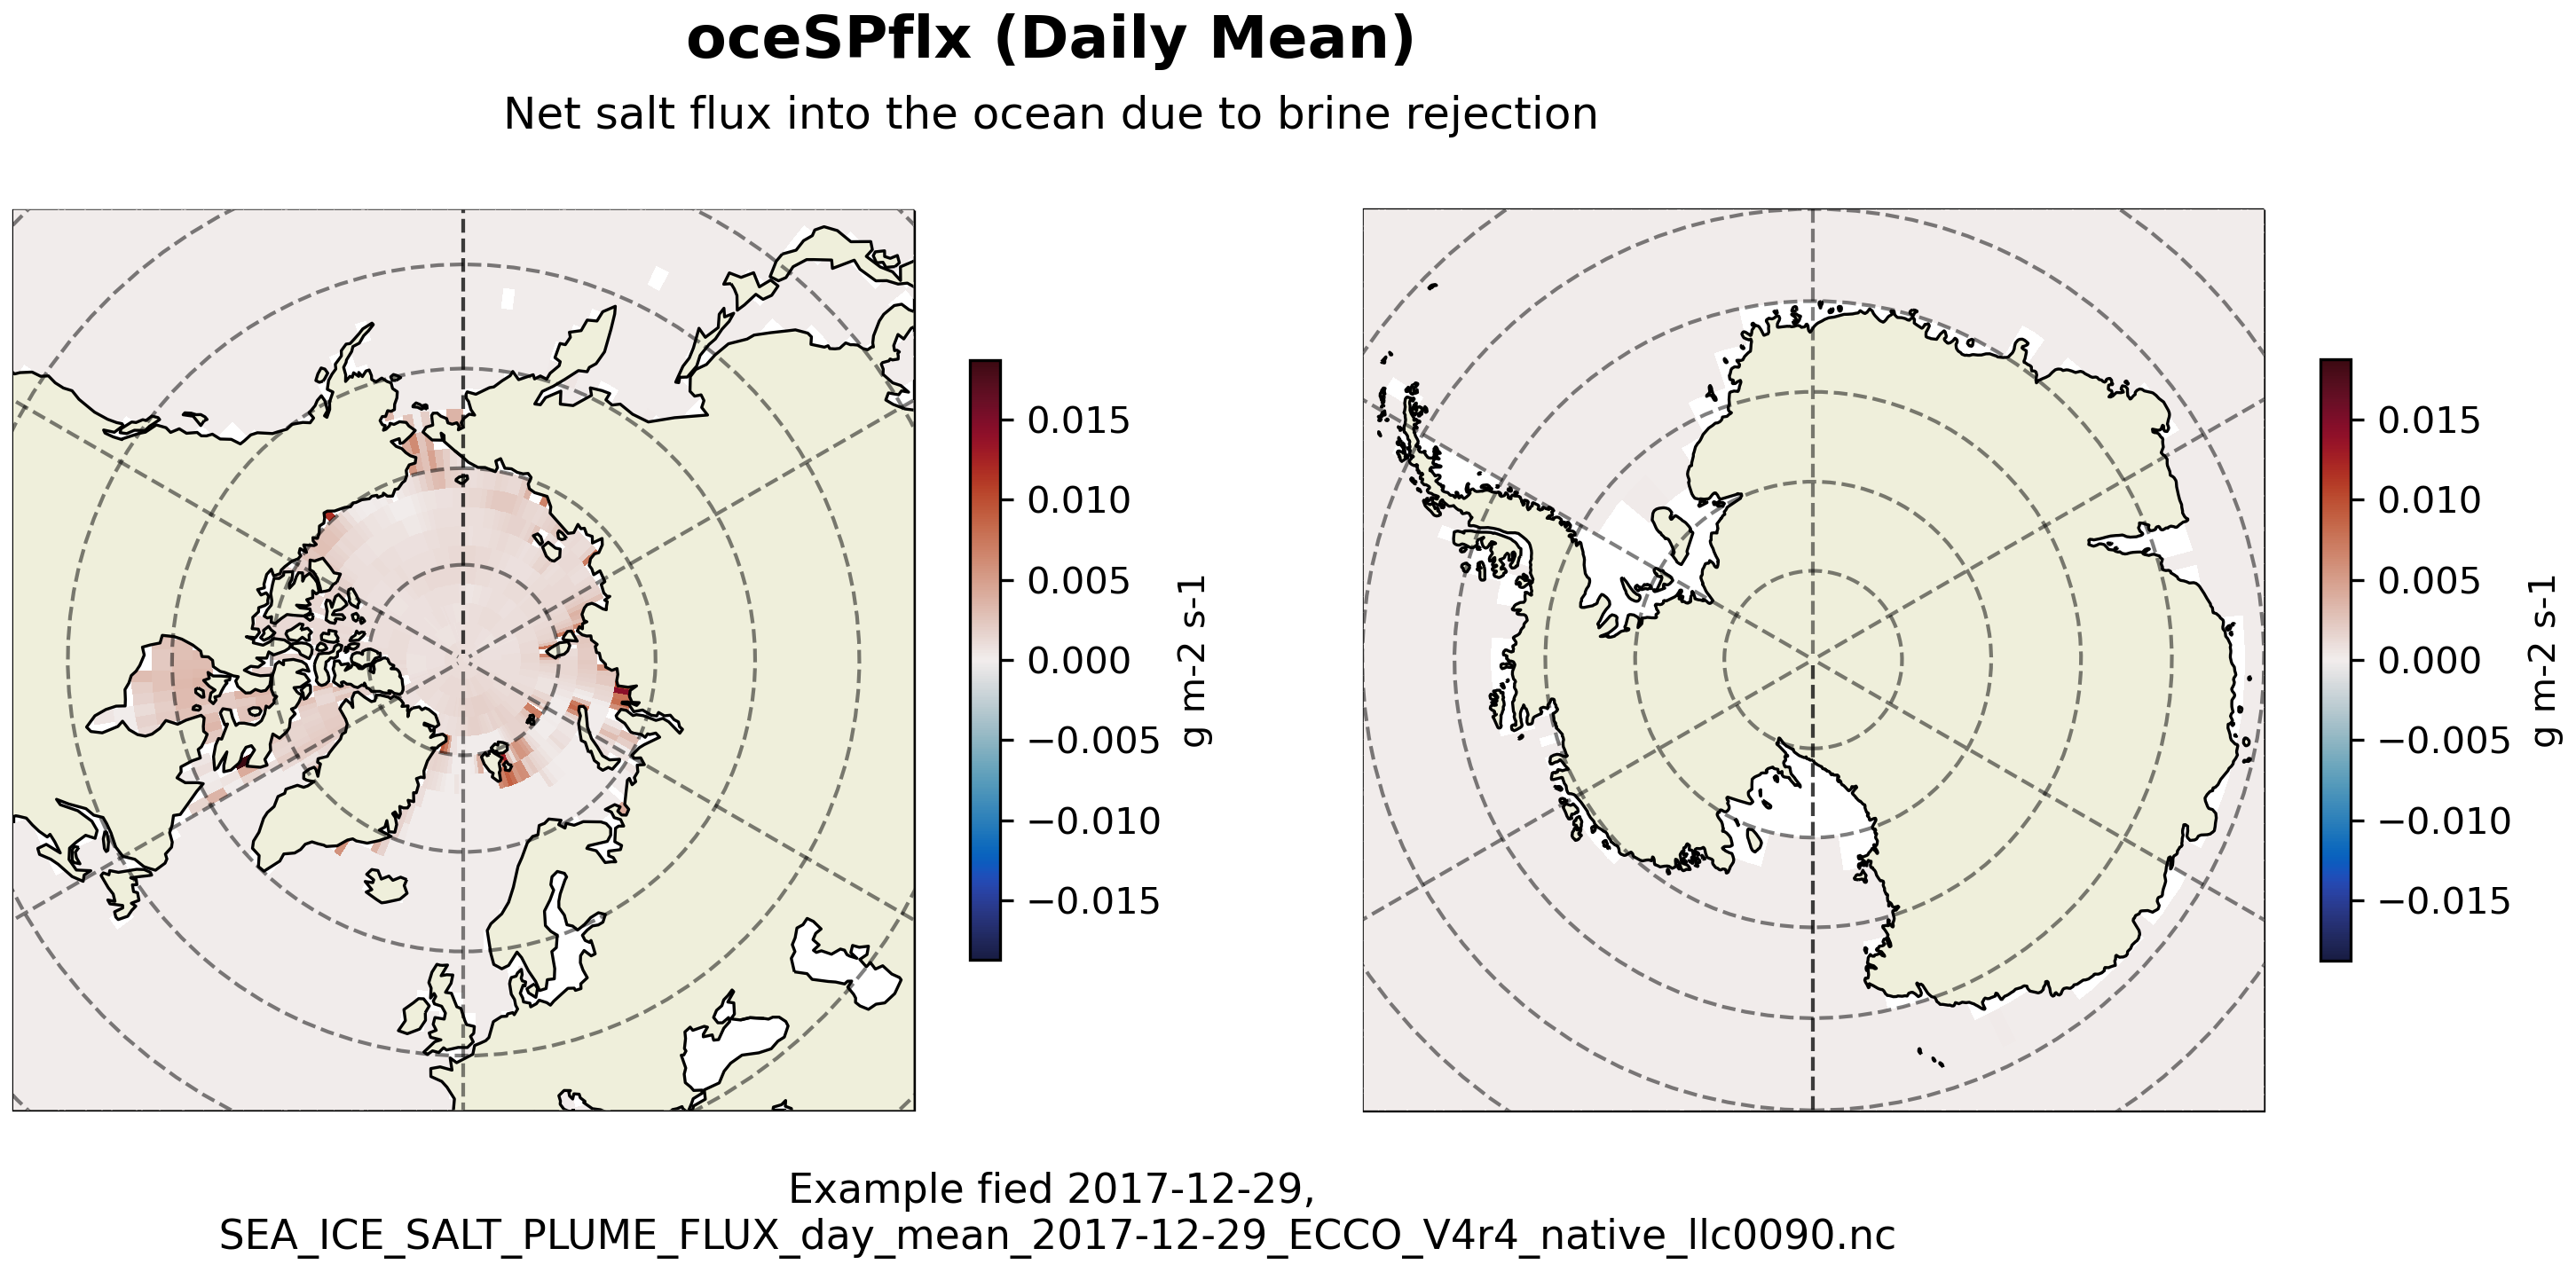 oceSPflx (Daily Mean)
Net salt flux into the ocean due to brine rejection
0.015
0.010
0.005
0.000
−0.005
−0.010
−0.015
g m-2 s-1
0.015
0.010
0.005
0.000
−0.005
−0.010
−0.015
g m-2 s-1
Example fied 2017-12-29,
SEA_ICE_SALT_PLUME_FLUX_day_mean_2017-12-29_ECCO_V4r4_native_llc0090.nc